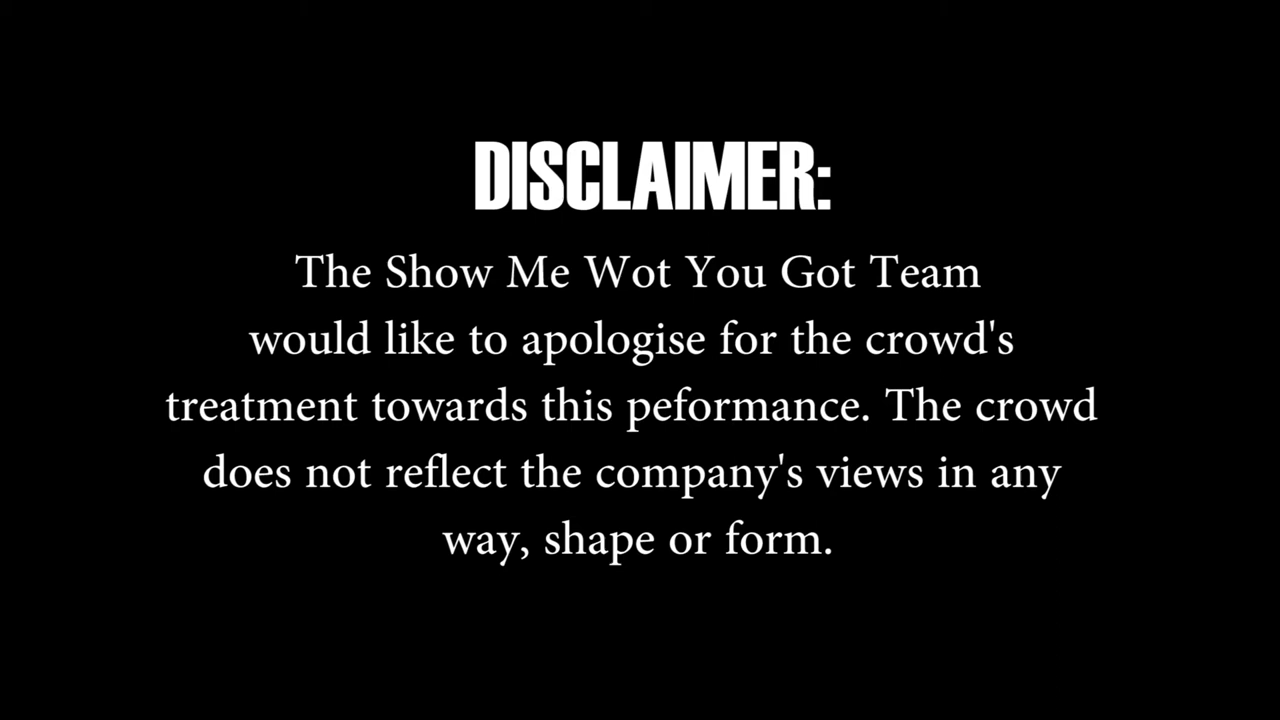 DISCLAIMER:
The Show Me Wot You Got Team
would like to apologise for the crowd's
treatment towards this peformance. The crowd
does not reflect the company's views in any
way, shape or form.